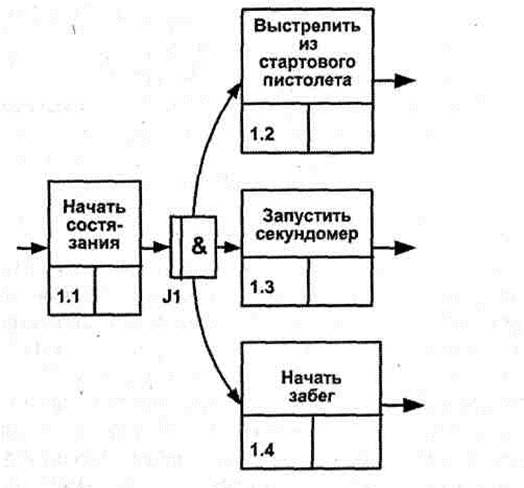 Выстрелить
из
стартового
пистолета
1.2
Начать
состя-
зания
1.1
&
J1
Запустить
секундомер
1.3
Начать
забег
1.4